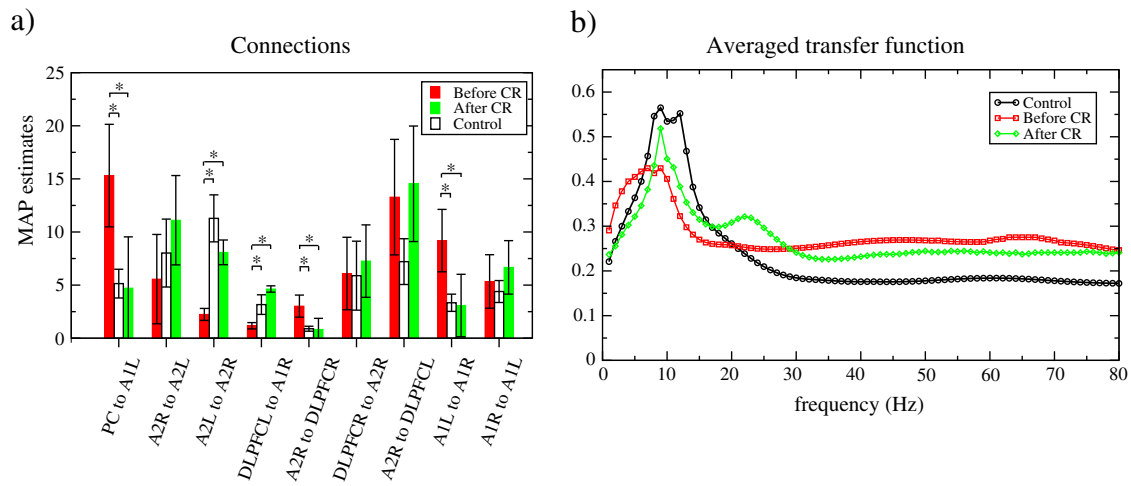 a)
Connections
MAP estimates
25
20
15
10
5
0
Before CR
After CR
Control
*
*
*
*
*
*
*
*
*
*
PC to A1L
A2R to A2L
A2L to A2R
DLPFCL to A1R
A2R to DLPFCR
DLPFCR to A2R
A2R to DLPFCL
A1L to A1R
A1R to A1L
b)
Averaged transfer function
0.6
0.5
0.4
0.3
0.2
0.1
0
Control
Before CR
After CR
0 10 20 30 40 50 60 70 80
frequency (Hz)